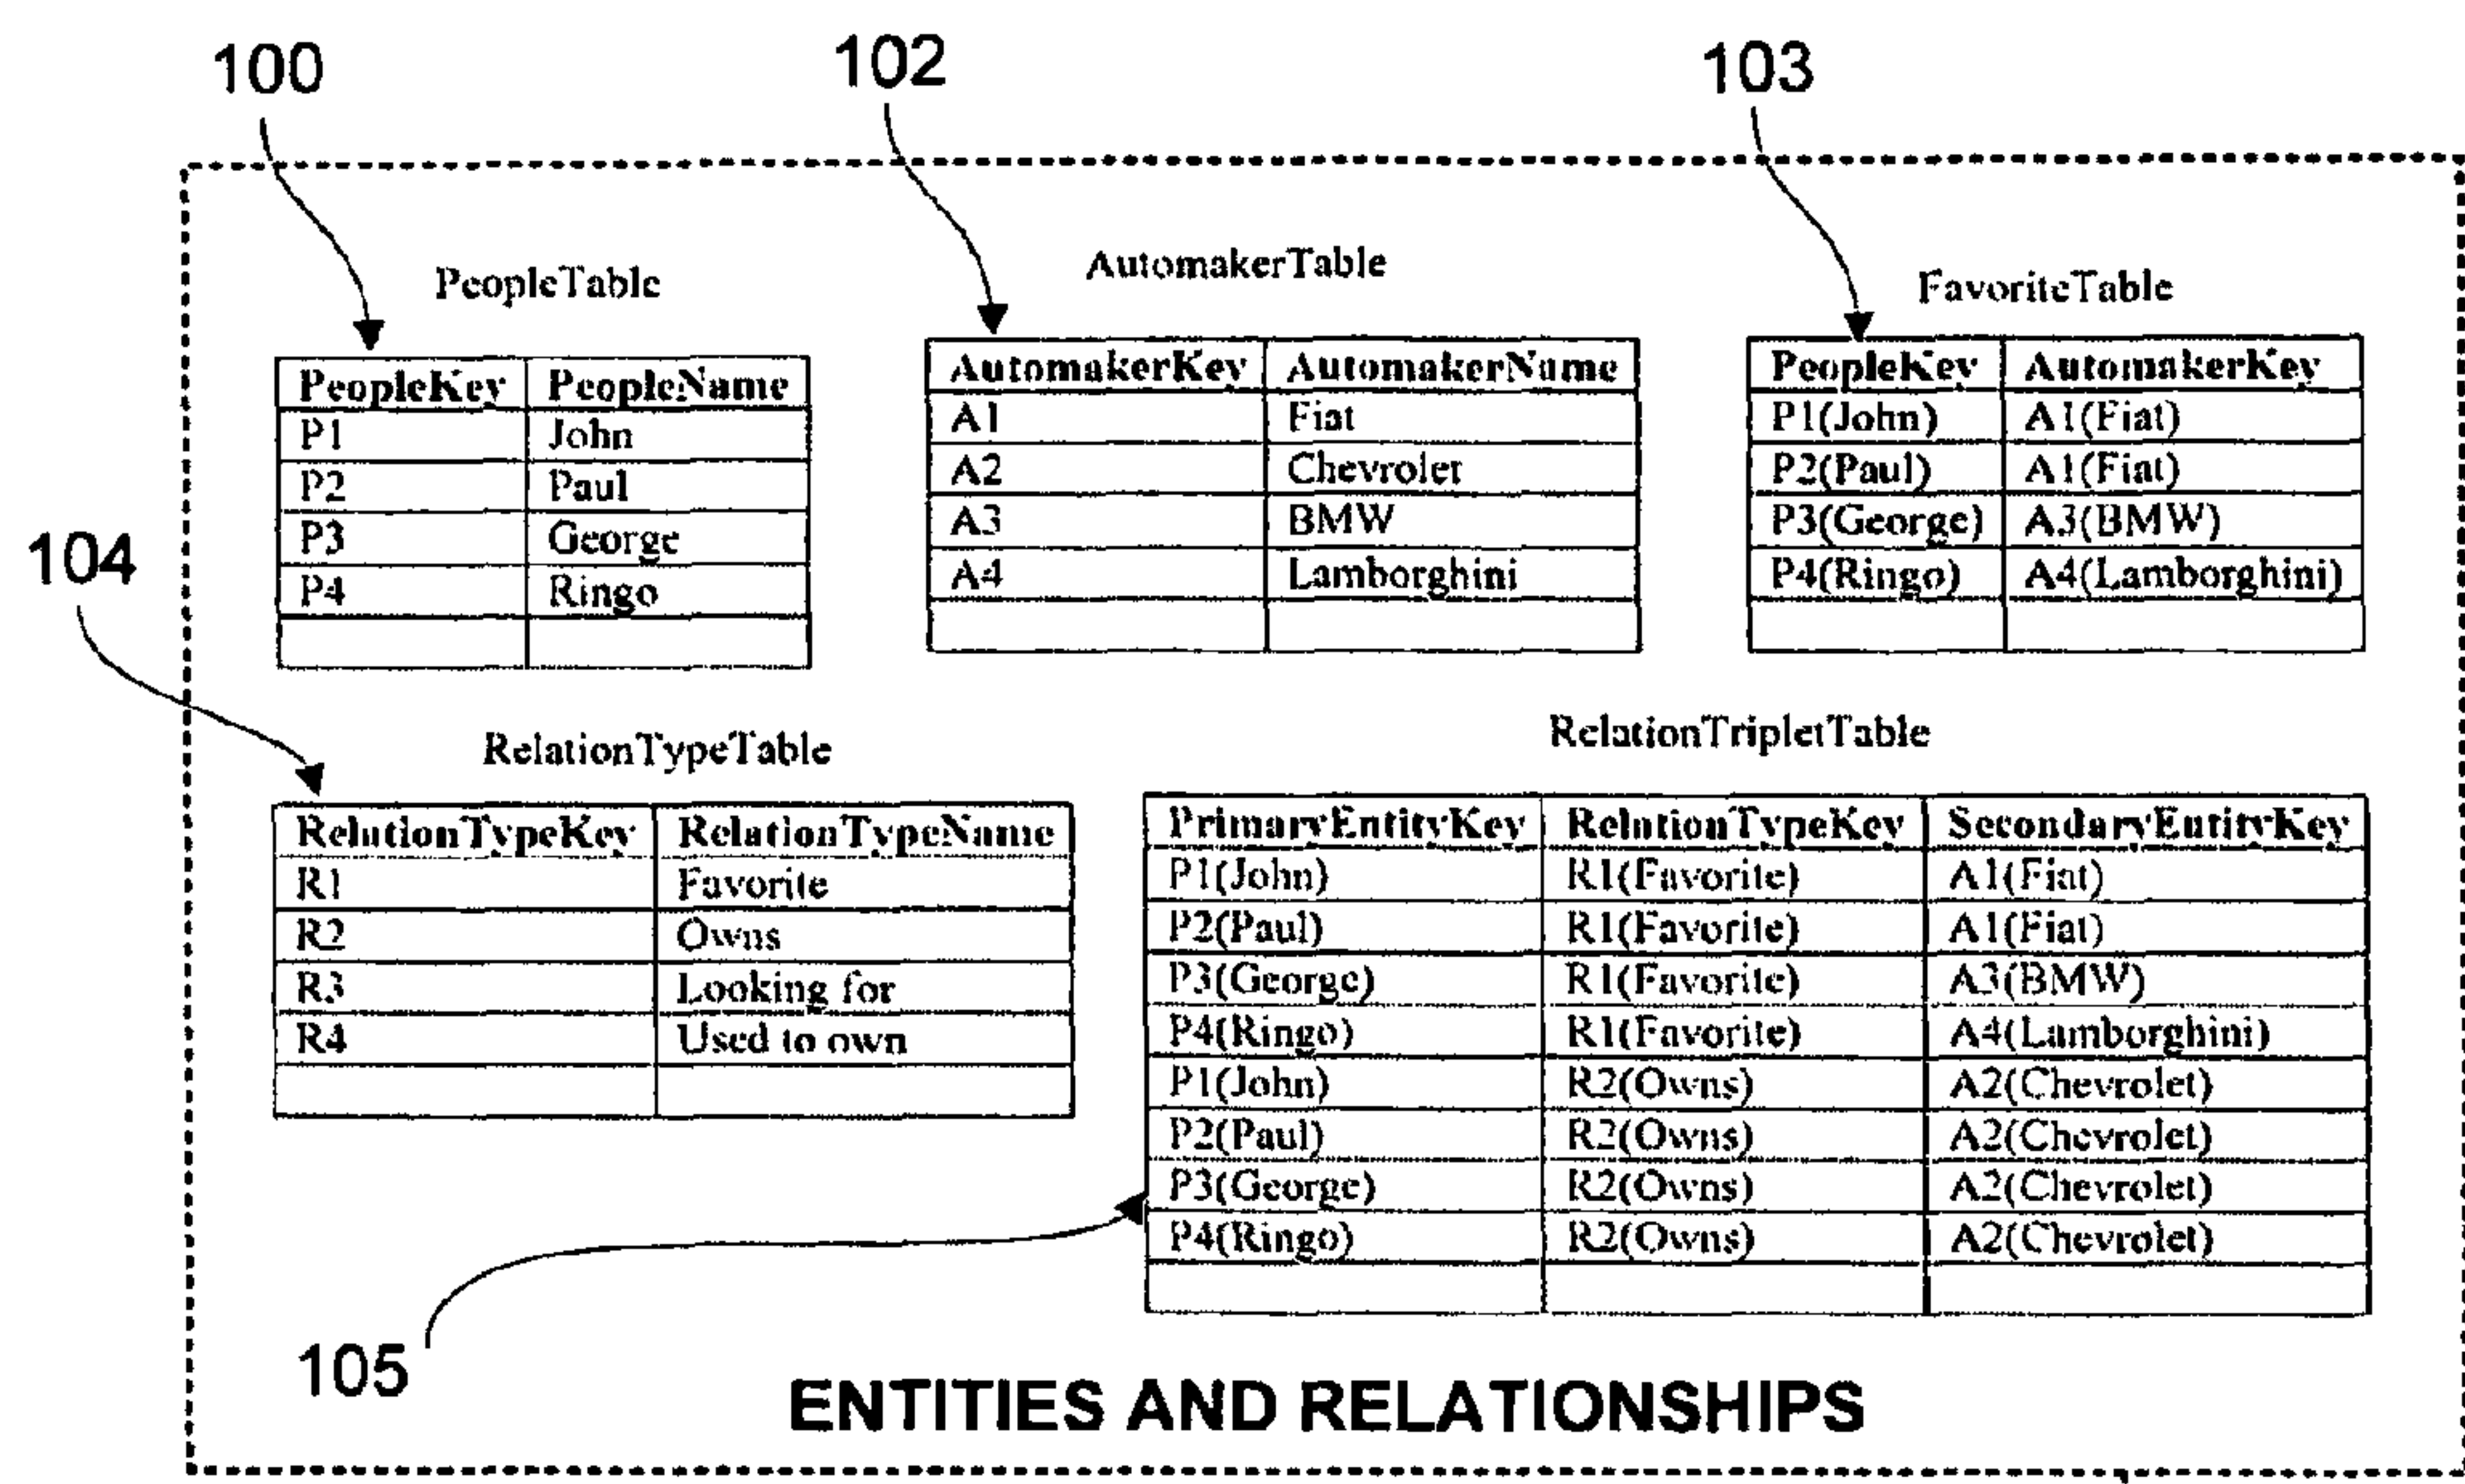 100 102 103
PeopleTable AutomakerTable FavoriteTable
PeopleKey PeopleName
P1 John
P2 Paul
P3 George
P4 Ringo
AutomakerKey AutomakerName
A1 Fiat
A2 Chevrolet
A3 BMW
A4 Lamborghini
PeopleKey AutomakerKey
P1(John) A1(Fiat)
P2(Paul) A1(Fiat)
P3(George) A3(BMW)
P4(Ringo) A4(Lamborghini)
104
RelationTypeTable RelationTripletTable
RelationTypeKey RelationTypeName
R1 Favorite
R2 Owns
R3 Looking for
R4 Used to own
PrimaryEntityKey RelationTypeKey SecondaryEntityKey
P1(John) R1(Favorite) A1(Fiat)
P2(Paul) R1(Favorite) A1(Fiat)
P3(George) R1(Favorite) A3(BMW)
P4(Ringo) R1(Favorite) A4(Lamborghini)
P1(John) R2(Owns) A2(Chevrolet)
P2(Paul) R2(Owns) A2(Chevrolet)
P3(George) R2(Owns) A2(Chevrolet)
P4(Ringo) R2(Owns) A2(Chevrolet)
105
ENTITIES AND RELATIONSHIPS